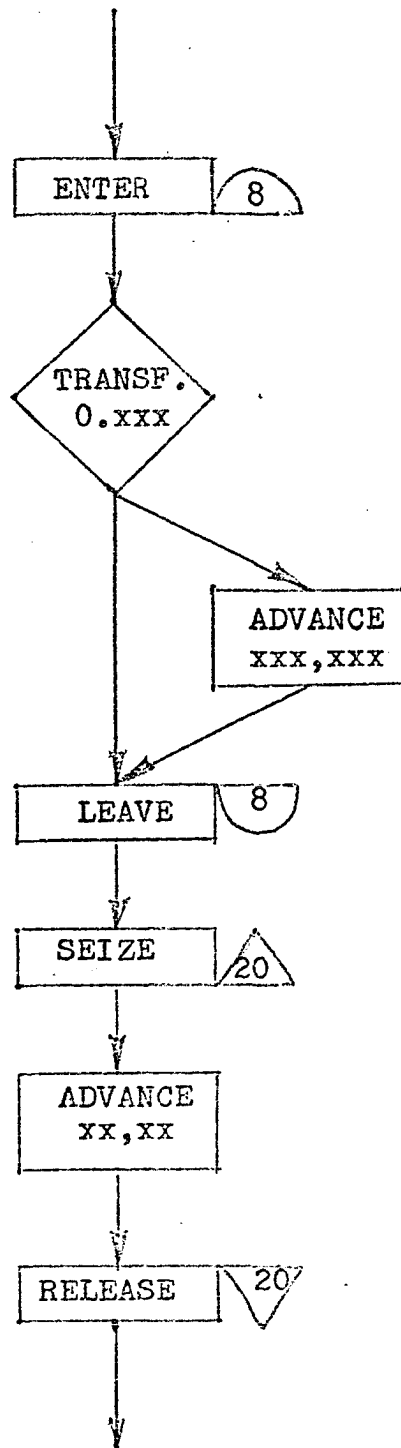 ENTER 8
TRANSF.
0.xxx
ADVANCE
xxx,xxx
LEAVE 8
SEIZE 20
ADVANCE
xx,xx
RELEASE 20